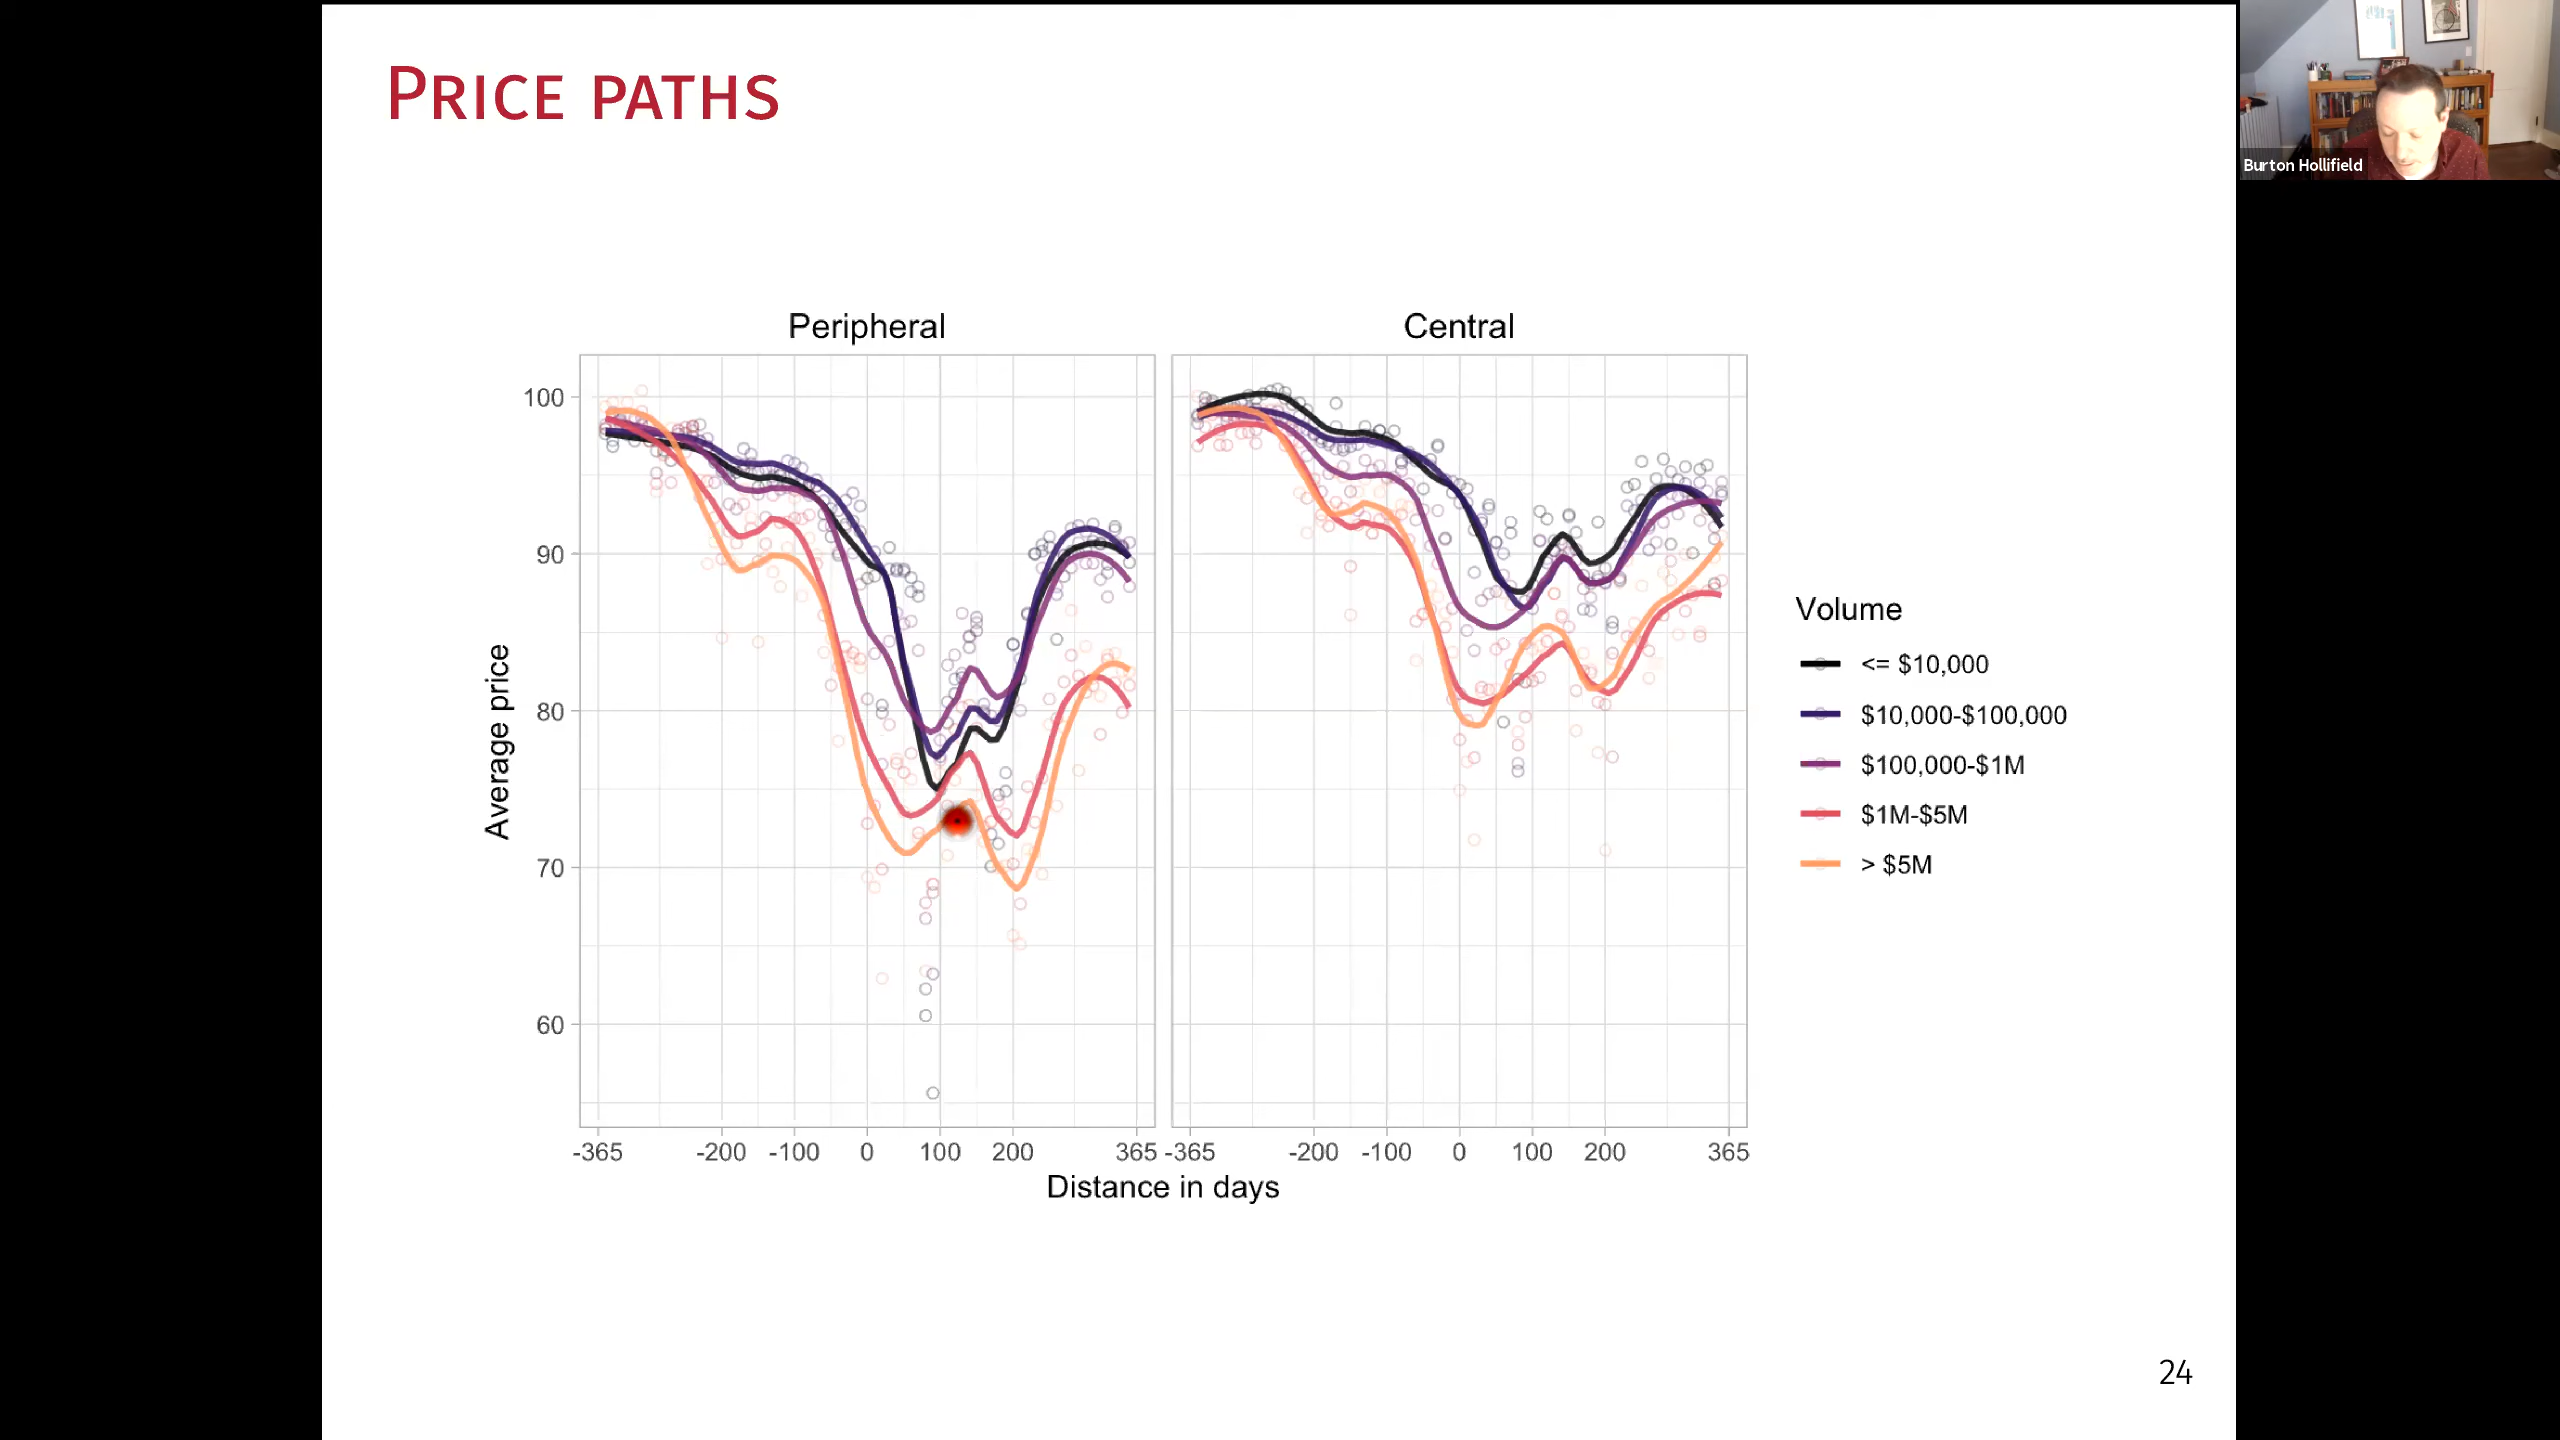 PRICE PATHS
Burton Hollifield
Peripheral
Central
Average price
100
90
80
70
60
-365 -200 -100 0 100 200 365
-365 -200 -100 0 100 200 365
Distance in days
Volume
<= $10,000
$10,000-$100,000
$100,000-$1M
$1M-$5M
> $5M
24